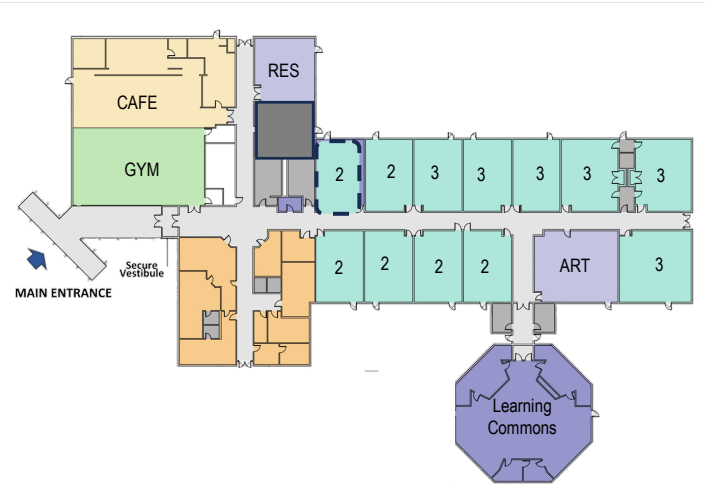 RES
CAFE
GYM
2
2
3
3
3
3
3
Secure
Vestibule
MAIN ENTRANCE
2
2
2
2
ART
3
Learning
Commons